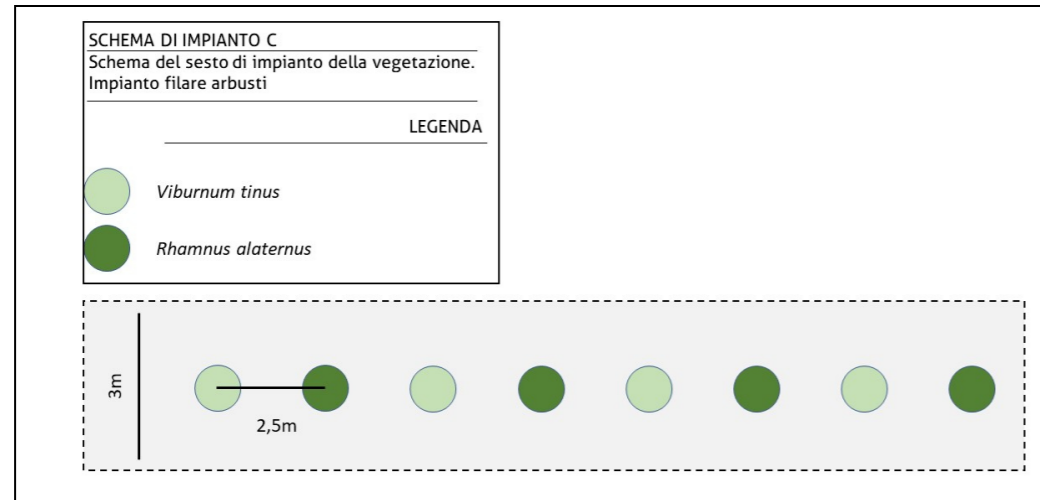 SCHEMA DI IMPIANTO C
Schema del sesto di impianto della vegetazione.
Impianto filare arbusti
LEGENDA
Viburnum tinus
Rhamnus alaternus
3m
2,5m